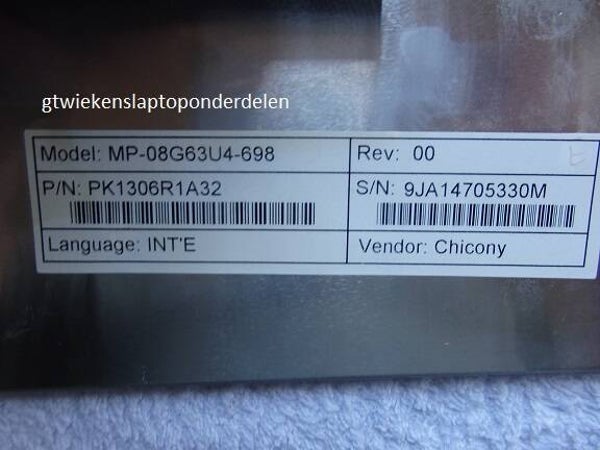 gtwiekenslaptoponderdelen
Model: MP-08G63U4-698
Rev: 00
P/N: PK1306R1A32
S/N: 9JA14705330M
Language: INT'E
Vendor: Chicony